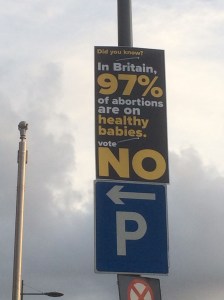 Did you know?
In Britain,
97%
of abortions
are on
healthy
babies.
vote
NO
P